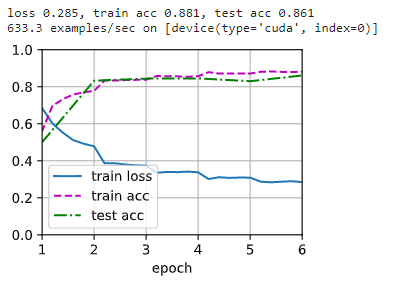 loss 0.285, train acc 0.881, test acc 0.861
633.3 examples/sec on [device(type='cuda', index=0)]
1.0
0.8
0.6
0.4
0.2
0.0
train loss
train acc
test acc
1 2 3 4 5 6
epoch